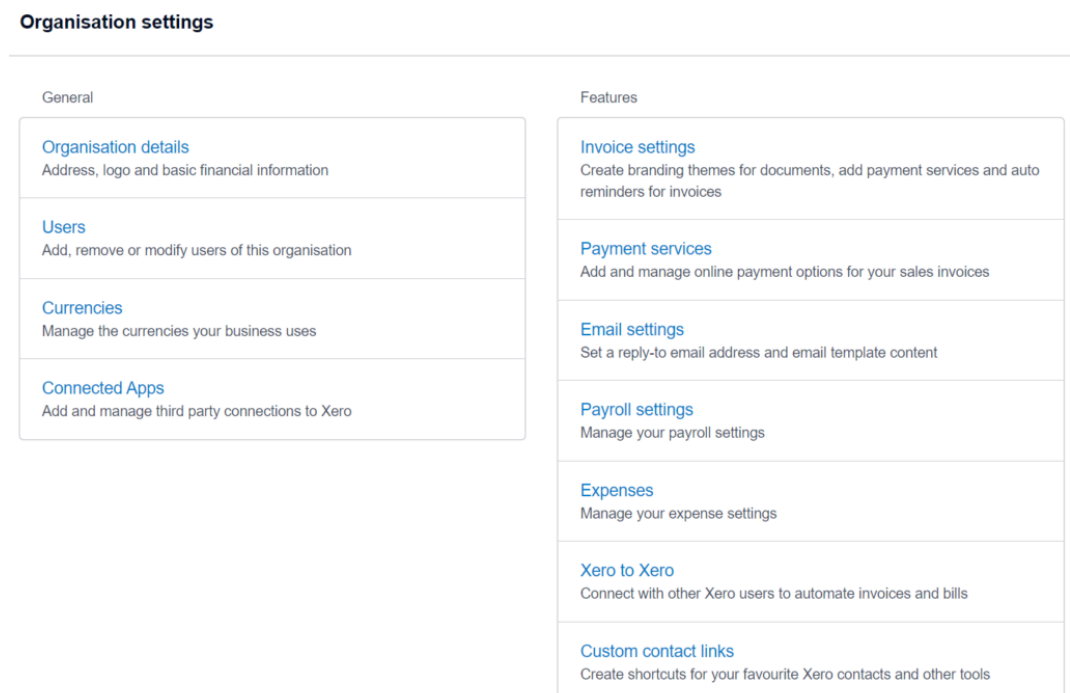 Organisation settings
General
Organisation details
Address, logo and basic financial information
Users
Add, remove or modify users of this organisation
Currencies
Manage the currencies your business uses
Connected Apps
Add and manage third party connections to Xero
Features
Invoice settings
Create branding themes for documents, add payment services and auto
reminders for invoices
Payment services
Add and manage online payment options for your sales invoices
Email settings
Set a reply-to email address and email template content
Payroll settings
Manage your payroll settings
Expenses
Manage your expense settings
Xero to Xero
Connect with other Xero users to automate invoices and bills
Custom contact links
Create shortcuts for your favourite Xero contacts and other tools